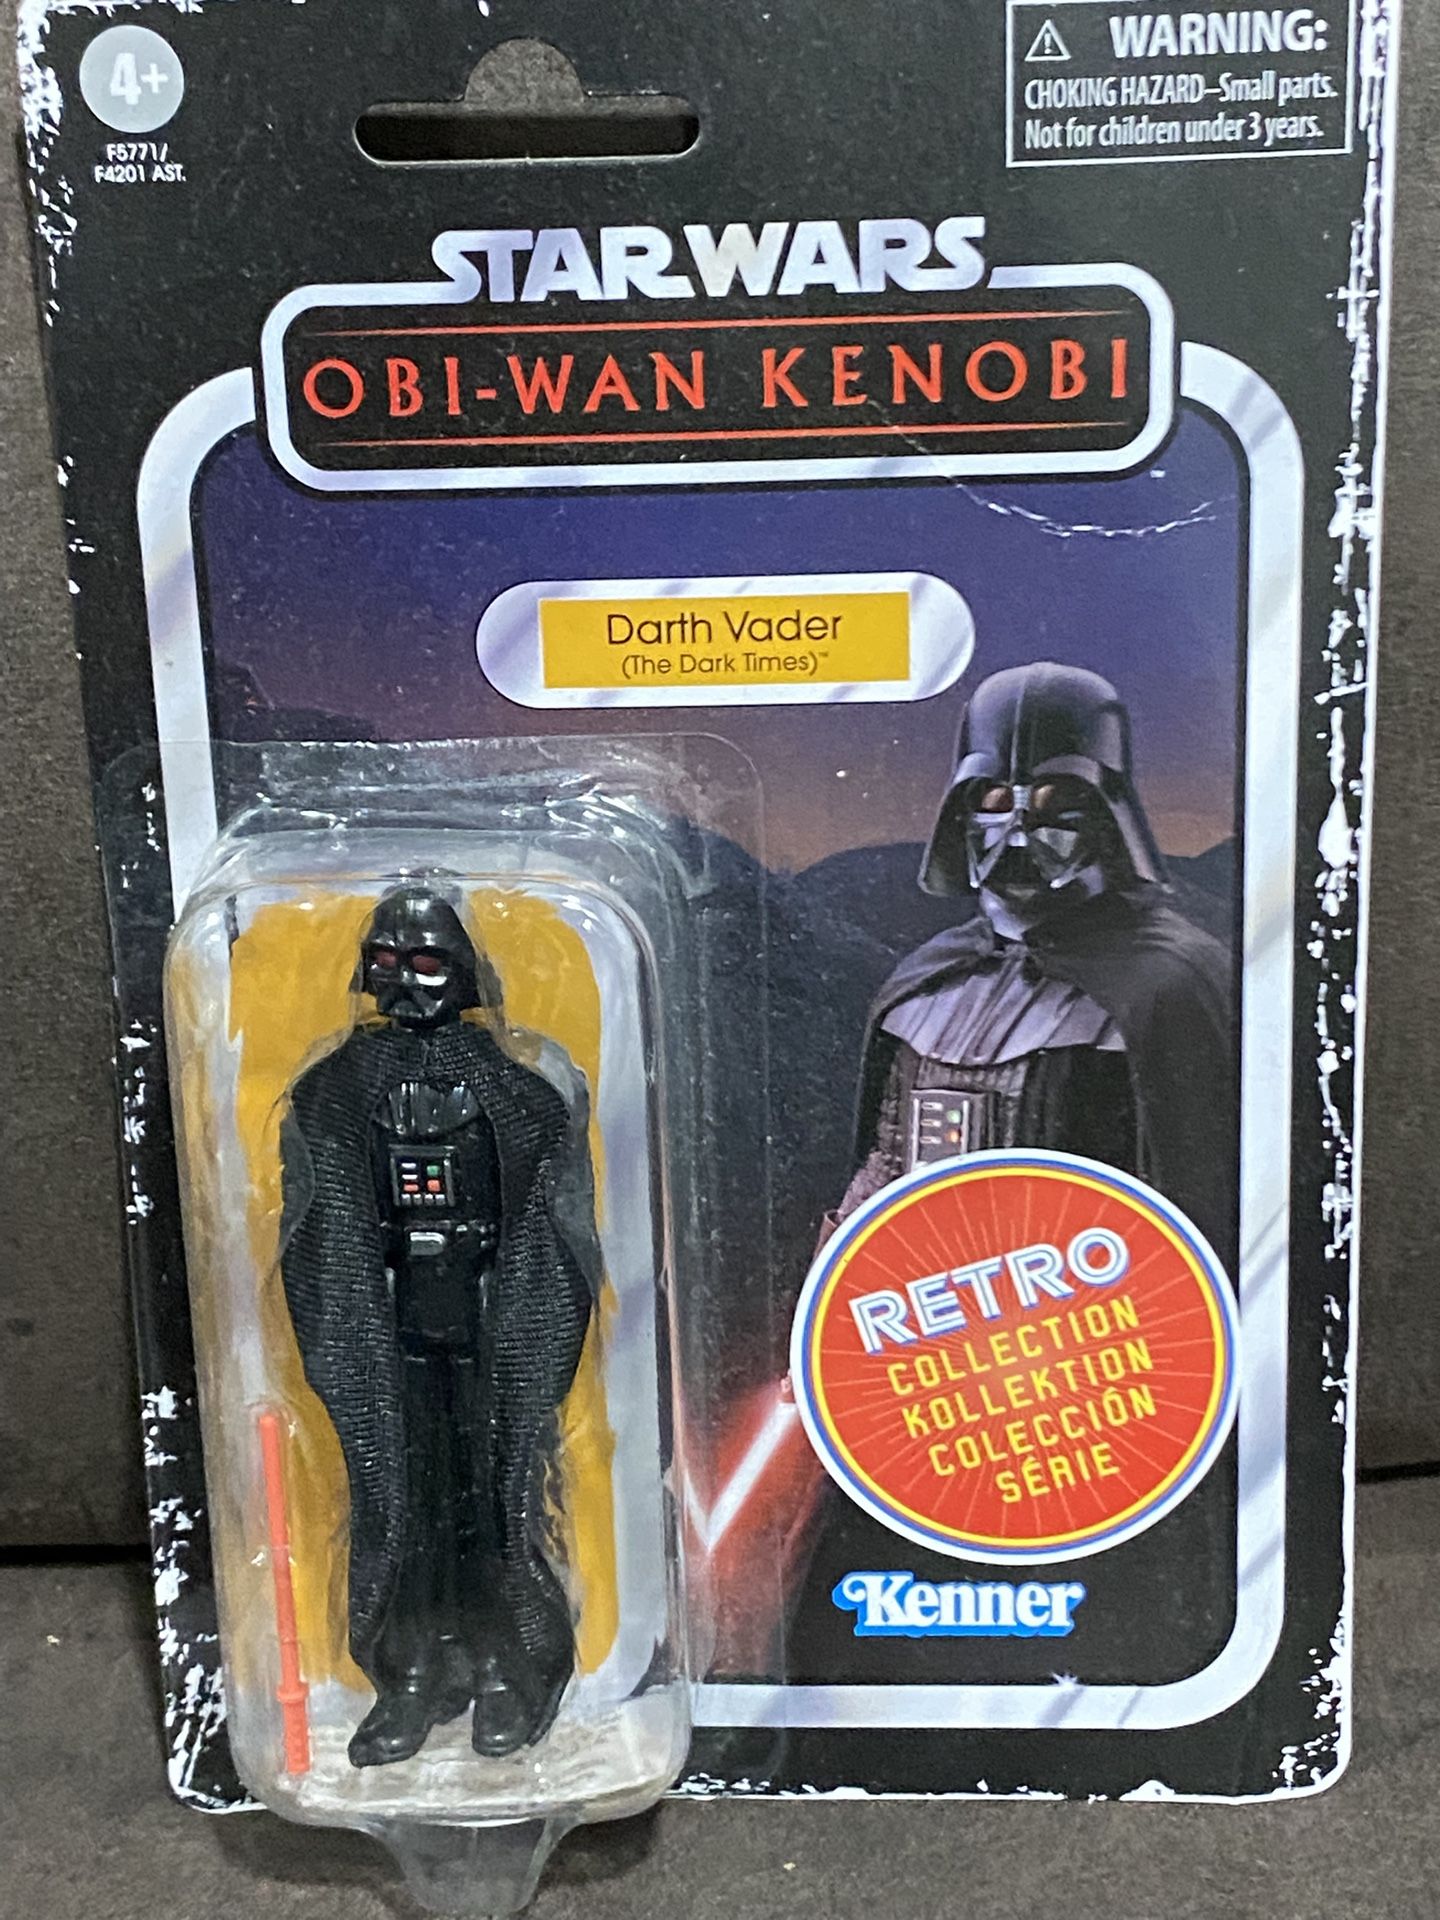 4+
F5771/
F4201 AST.
⚠ WARNING:
CHOKING HAZARD–Small parts.
Not for children under 3 years.
STAR WARS
OBI-WAN KENOBI
Darth Vader
(The Dark Times)™
RETRO
COLLECTION
KOLLEKTION
COLECCIÓN
SÉRIE
Kenner